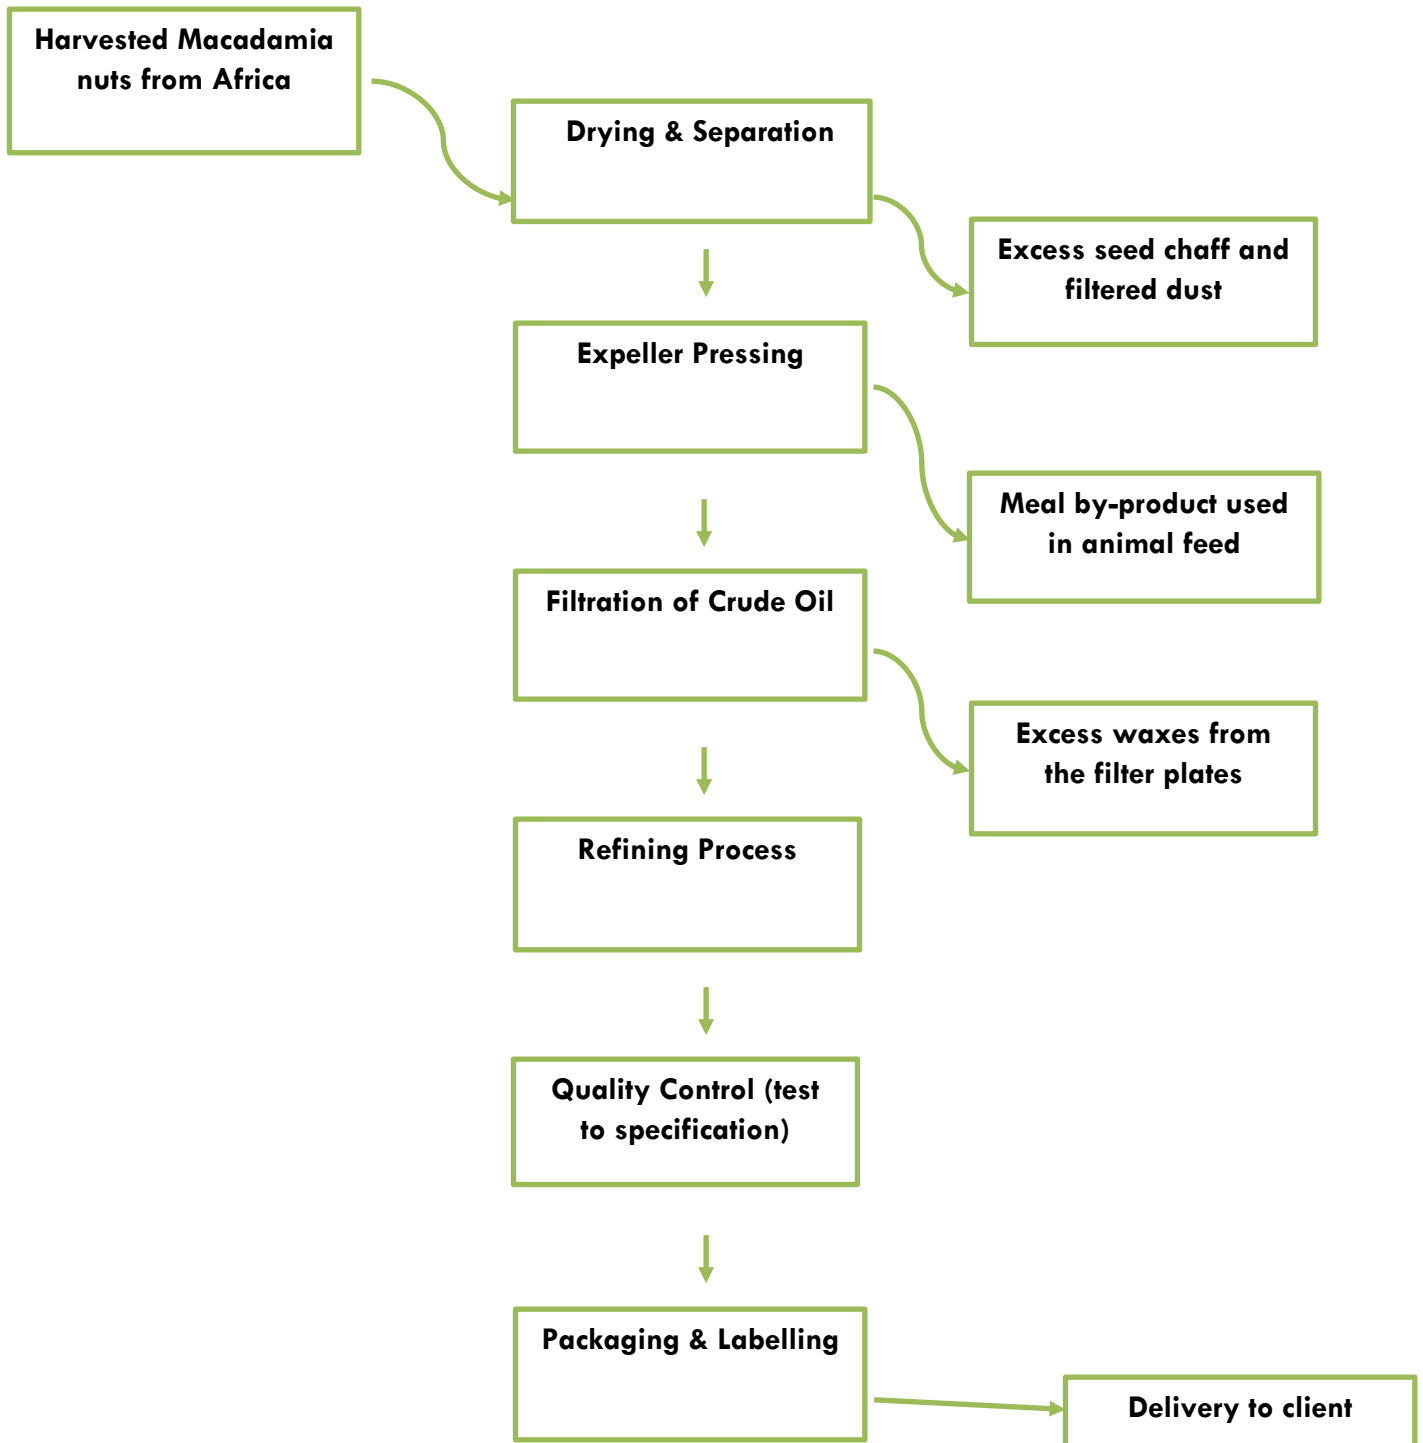 Harvested Macadamia
nuts from Africa
Drying & Separation
Excess seed chaff and
filtered dust
Expeller Pressing
Meal by-product used
in animal feed
Filtration of Crude Oil
Excess waxes from
the filter plates
Refining Process
Quality Control (test
to specification)
Packaging & Labelling
Delivery to client